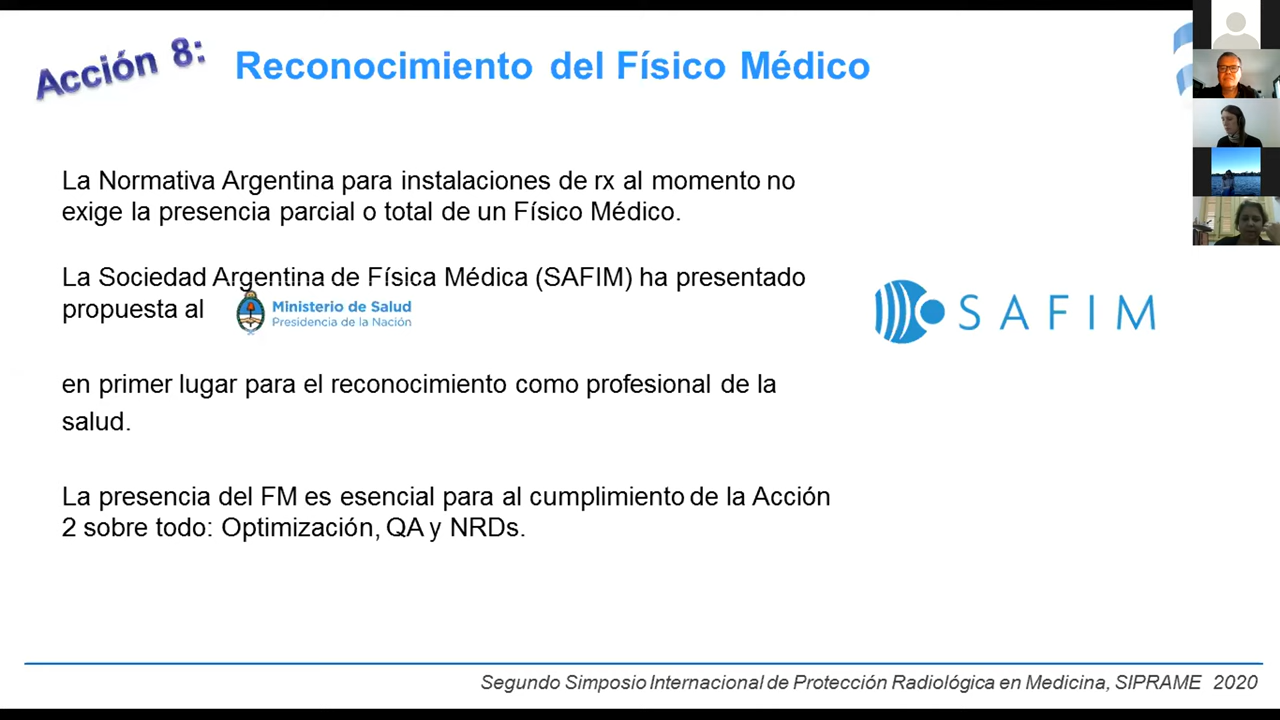 Acción 8:
Reconocimiento del Físico Médico
La Normativa Argentina para instalaciones de rx al momento no
exige la presencia parcial o total de un Físico Médico.
La Sociedad Argentina de Física Médica (SAFIM) ha presentado
propuesta al
Ministerio de Salud
Presidencia de la Nación
SAFIM
en primer lugar para el reconocimiento como profesional de la
salud.
La presencia del FM es esencial para al cumplimiento de la Acción
2 sobre todo: Optimización, QA y NRDs.
Segundo Simposio Internacional de Protección Radiológica en Medicina, SIPRAME 2020